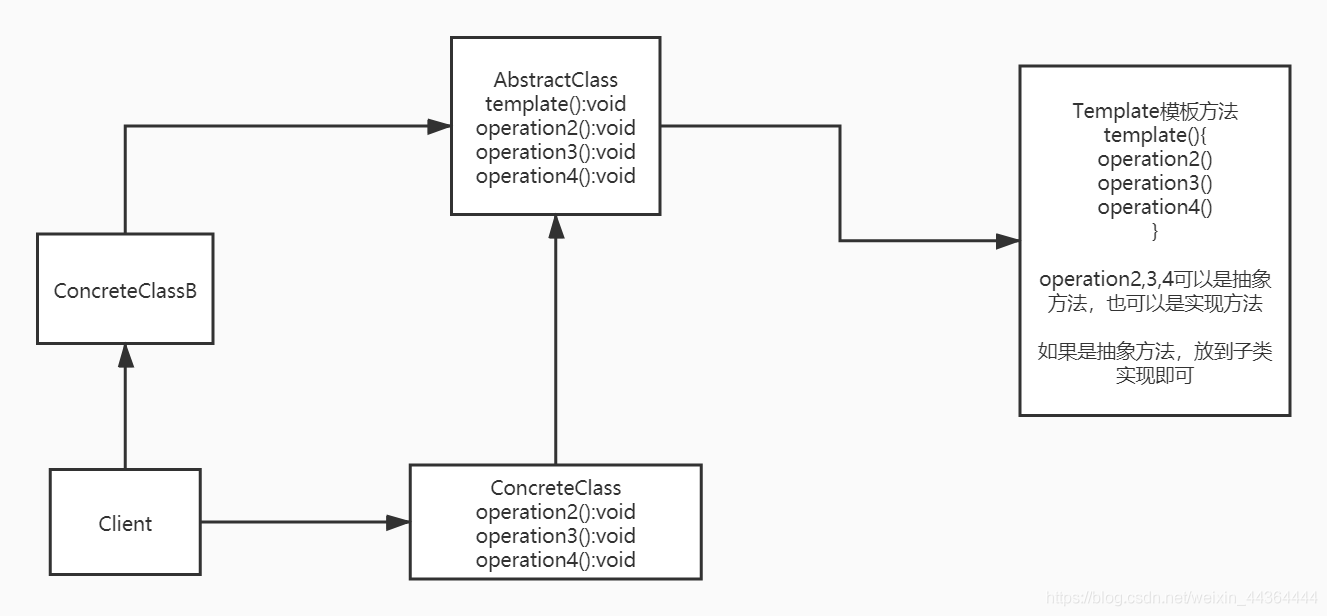 AbstractClass
template():void
operation2():void
operation3():void
operation4():void
Template模板方法
template(){
operation2()
operation3()
operation4()
}
operation2,3,4可以是抽象
方法，也可以是实现方法
如果是抽象方法，放到子类
实现即可
ConcreteClassB
Client
ConcreteClass
operation2():void
operation3():void
operation4():void
https://blog.csdn.net/weixin_44364444